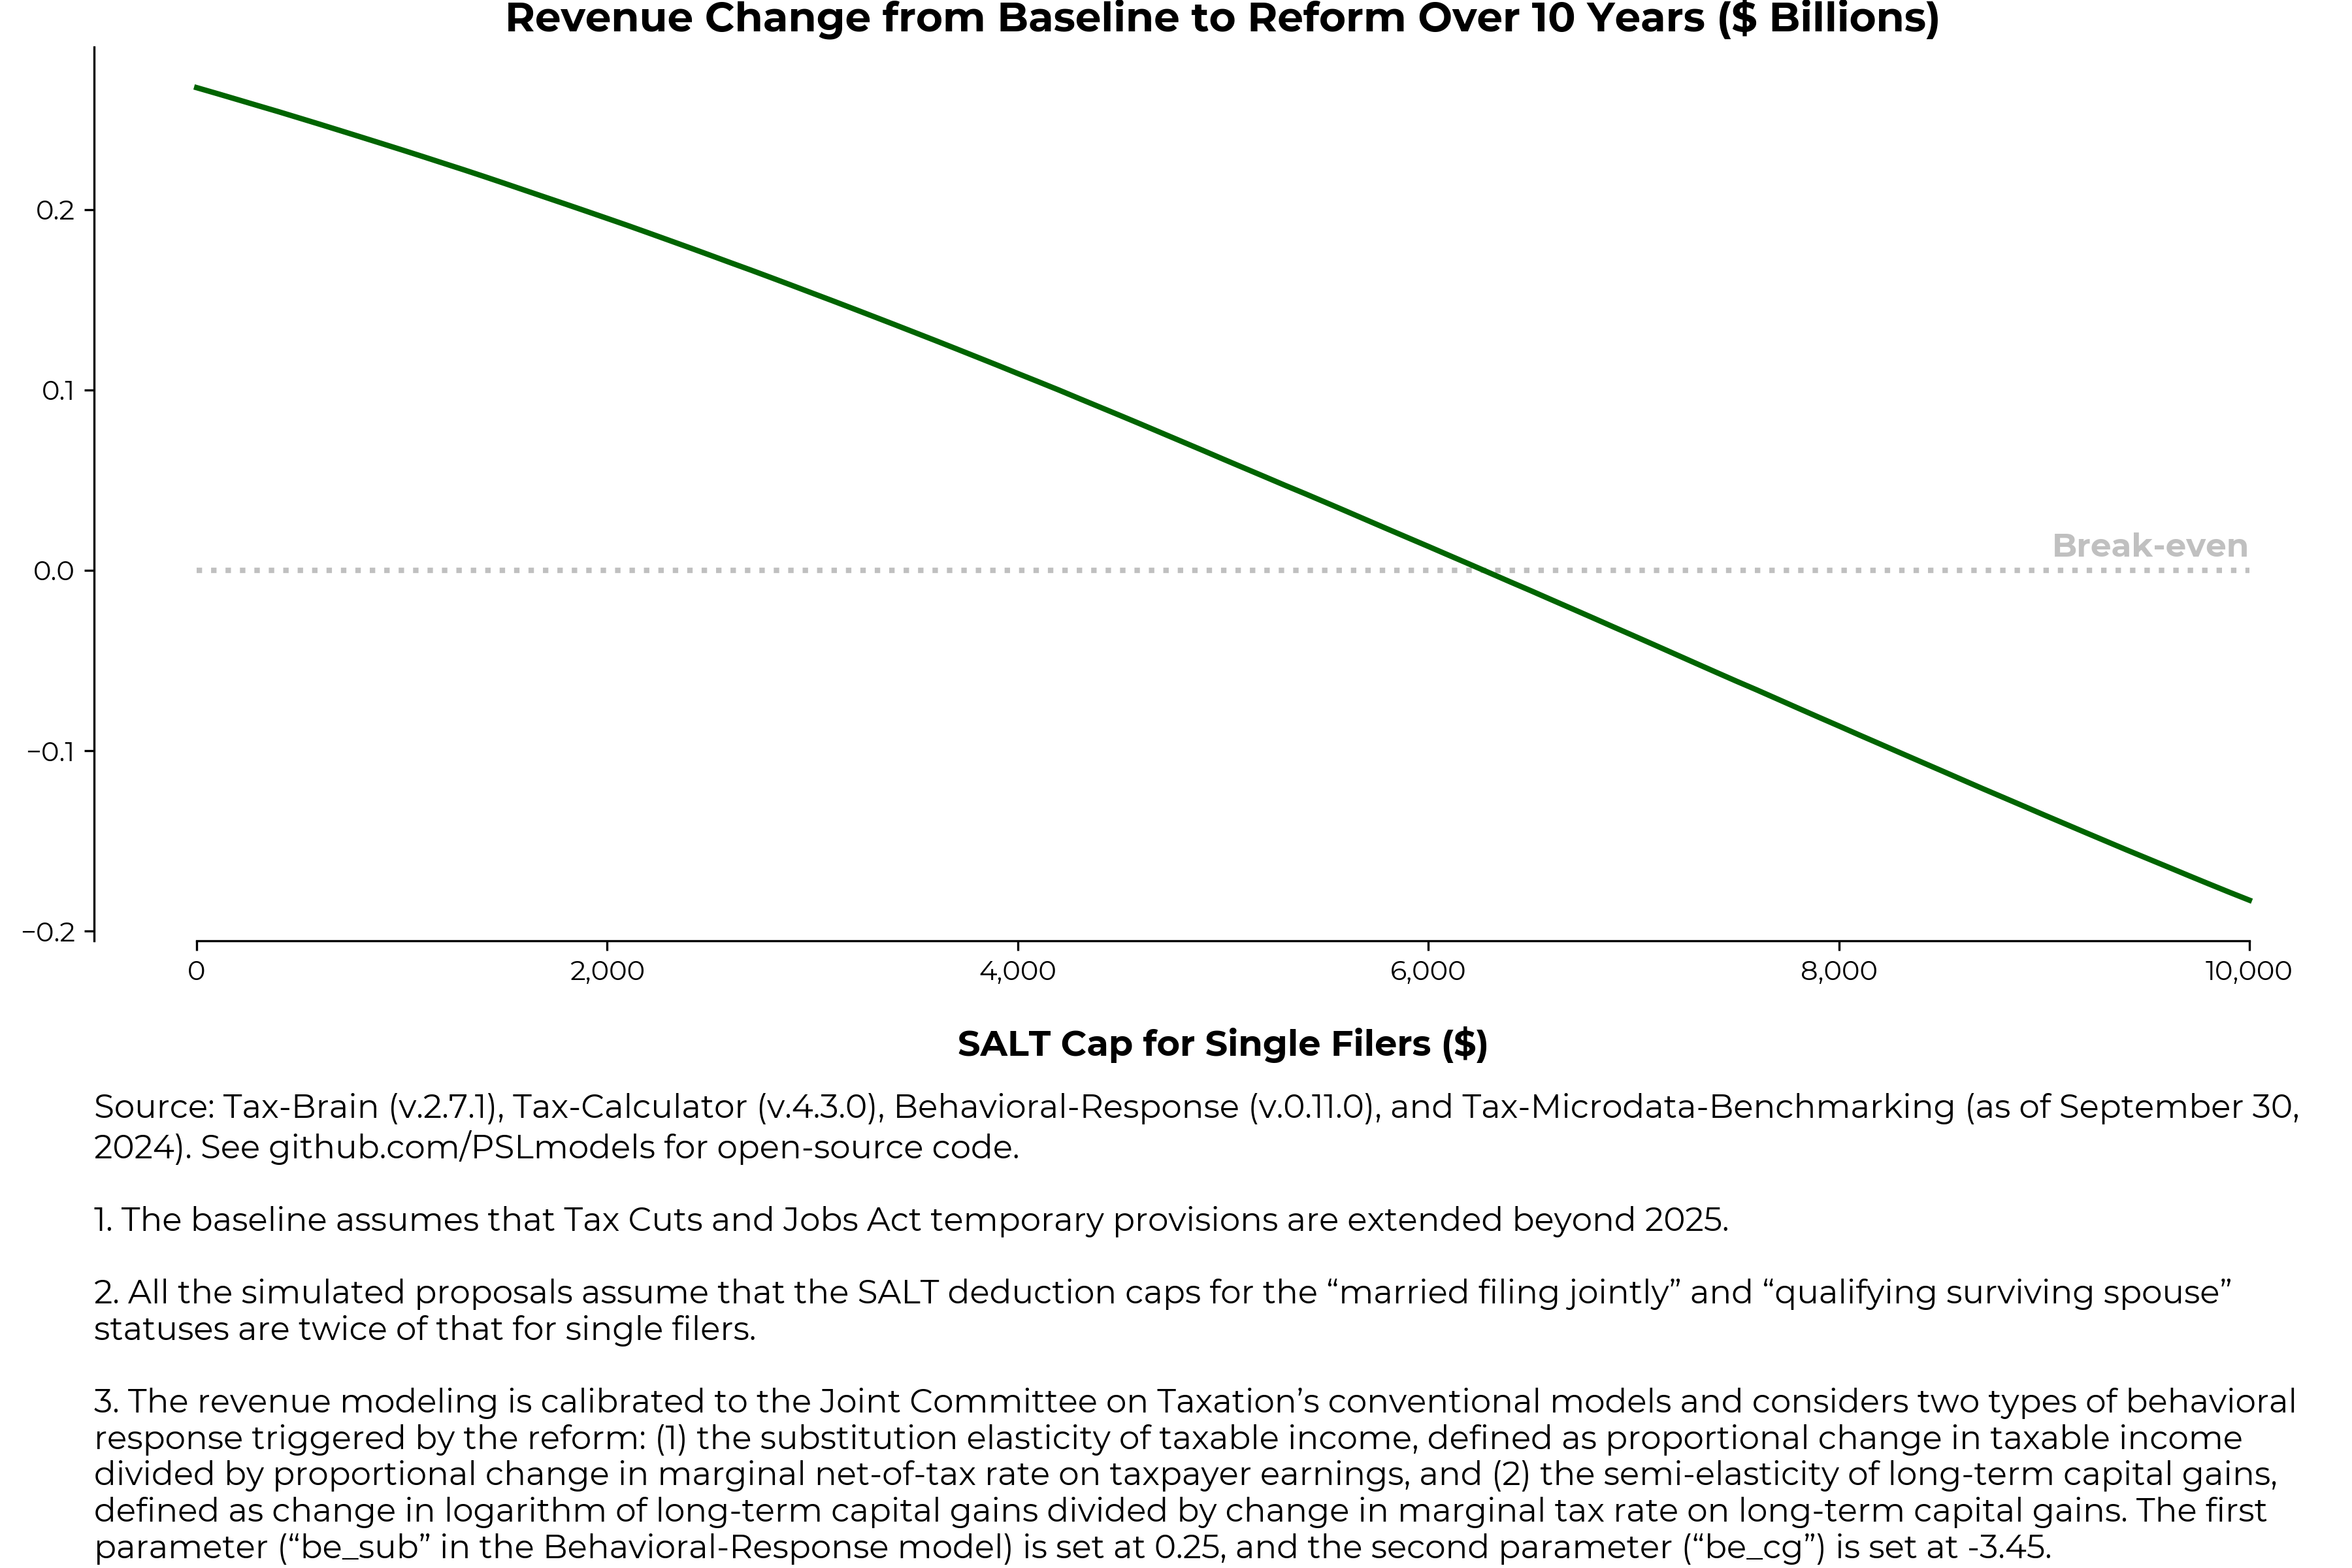 Revenue Change from Baseline to Reform Over 10 Years ($ Billions)
0.2
0.1
0.0
−0.1
−0.2
Break-even
0
2,000
4,000
6,000
8,000
10,000
SALT Cap for Single Filers ($)
Source: Tax-Brain (v.2.7.1), Tax-Calculator (v.4.3.0), Behavioral-Response (v.0.11.0), and Tax-Microdata-Benchmarking (as of September 30,
2024). See github.com/PSLmodels for open-source code.
1. The baseline assumes that Tax Cuts and Jobs Act temporary provisions are extended beyond 2025.
2. All the simulated proposals assume that the SALT deduction caps for the “married filing jointly” and “qualifying surviving spouse”
statuses are twice of that for single filers.
3. The revenue modeling is calibrated to the Joint Committee on Taxation’s conventional models and considers two types of behavioral
response triggered by the reform: (1) the substitution elasticity of taxable income, defined as proportional change in taxable income
divided by proportional change in marginal net-of-tax rate on taxpayer earnings, and (2) the semi-elasticity of long-term capital gains,
defined as change in logarithm of long-term capital gains divided by change in marginal tax rate on long-term capital gains. The first
parameter (“be_sub” in the Behavioral-Response model) is set at 0.25, and the second parameter (“be_cg”) is set at -3.45.